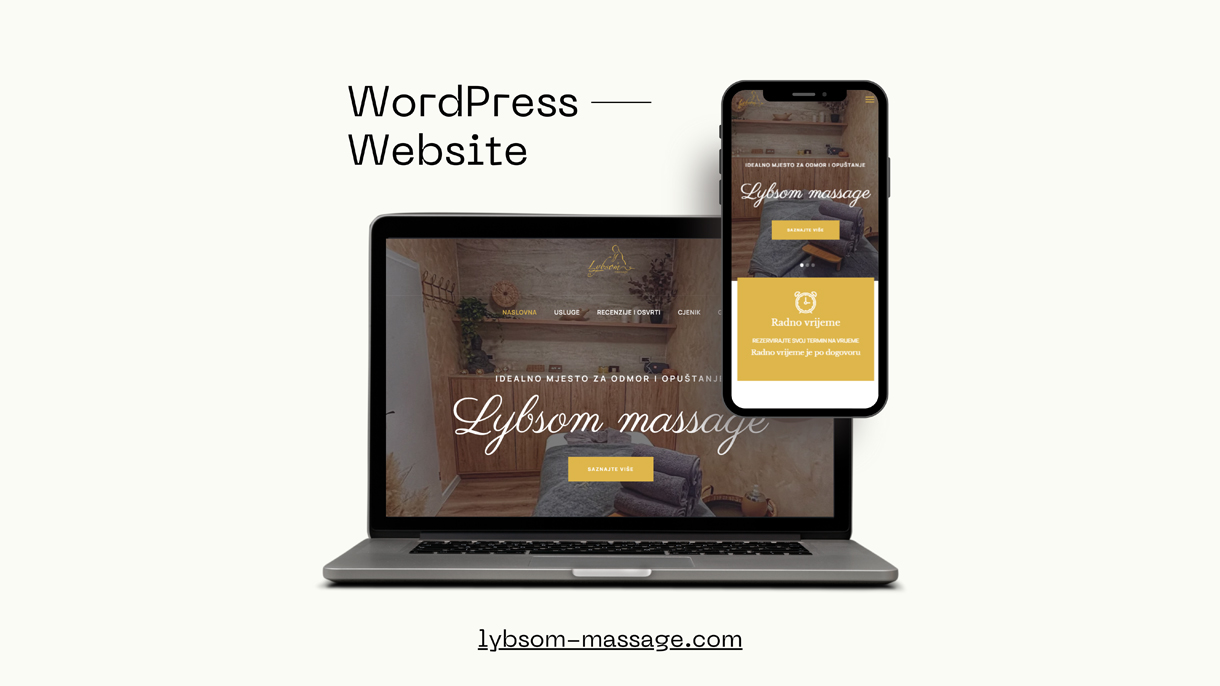 WordPress
Website
Lybsom
NASLOVNA USLUGE RECENZIJE I OSVRTI CJENIK
IDEALNO MJESTO ZA ODMOR I OPUŠTANJE
Lybsom massage
SAZNAJTE VIŠE
IDEALNO MJESTO ZA ODMOR I OPUŠTANJE
Lybsom massage
SAZNAJTE VIŠE
Radno vrijeme
REZERVIRAJTE SVOJ TERMIN NA VRIJEME
Radno vrijeme je po dogovoru
lybsom-massage.com